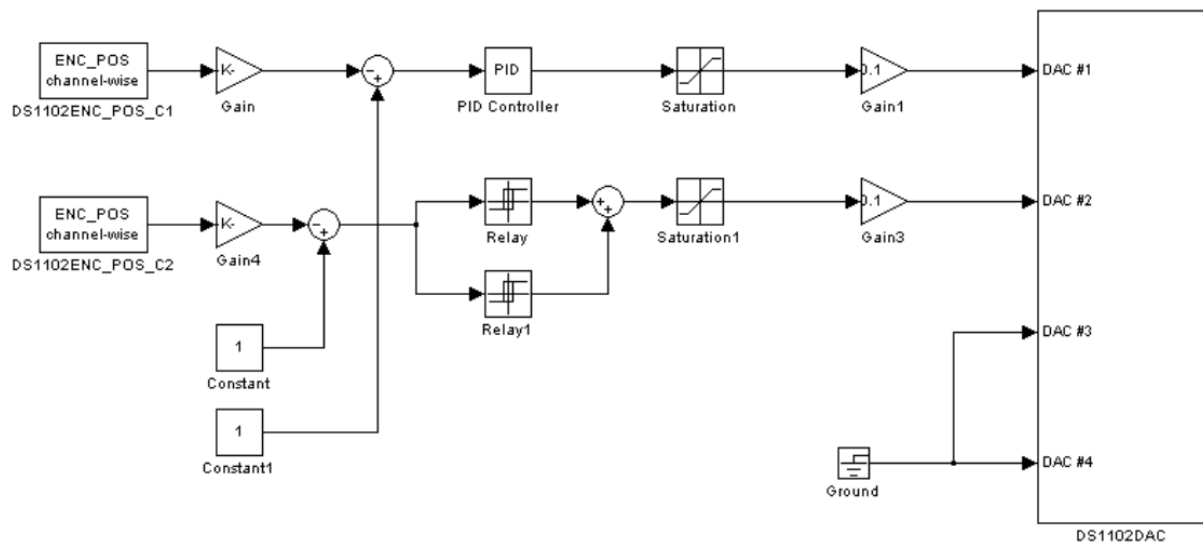 ENC_POS
channel-wise
DS1102ENC_POS_C1
K-
Gain
-
+
PID
PID Controller
Saturation
0.1
Gain1
DAC #1
ENC_POS
channel-wise
DS1102ENC_POS_C2
K-
Gain4
-
+
Relay
+
+
Saturation1
0.1
Gain3
DAC #2
Relay1
1
Constant
DAC #3
1
Constant1
Ground
DAC #4
DS1102DAC